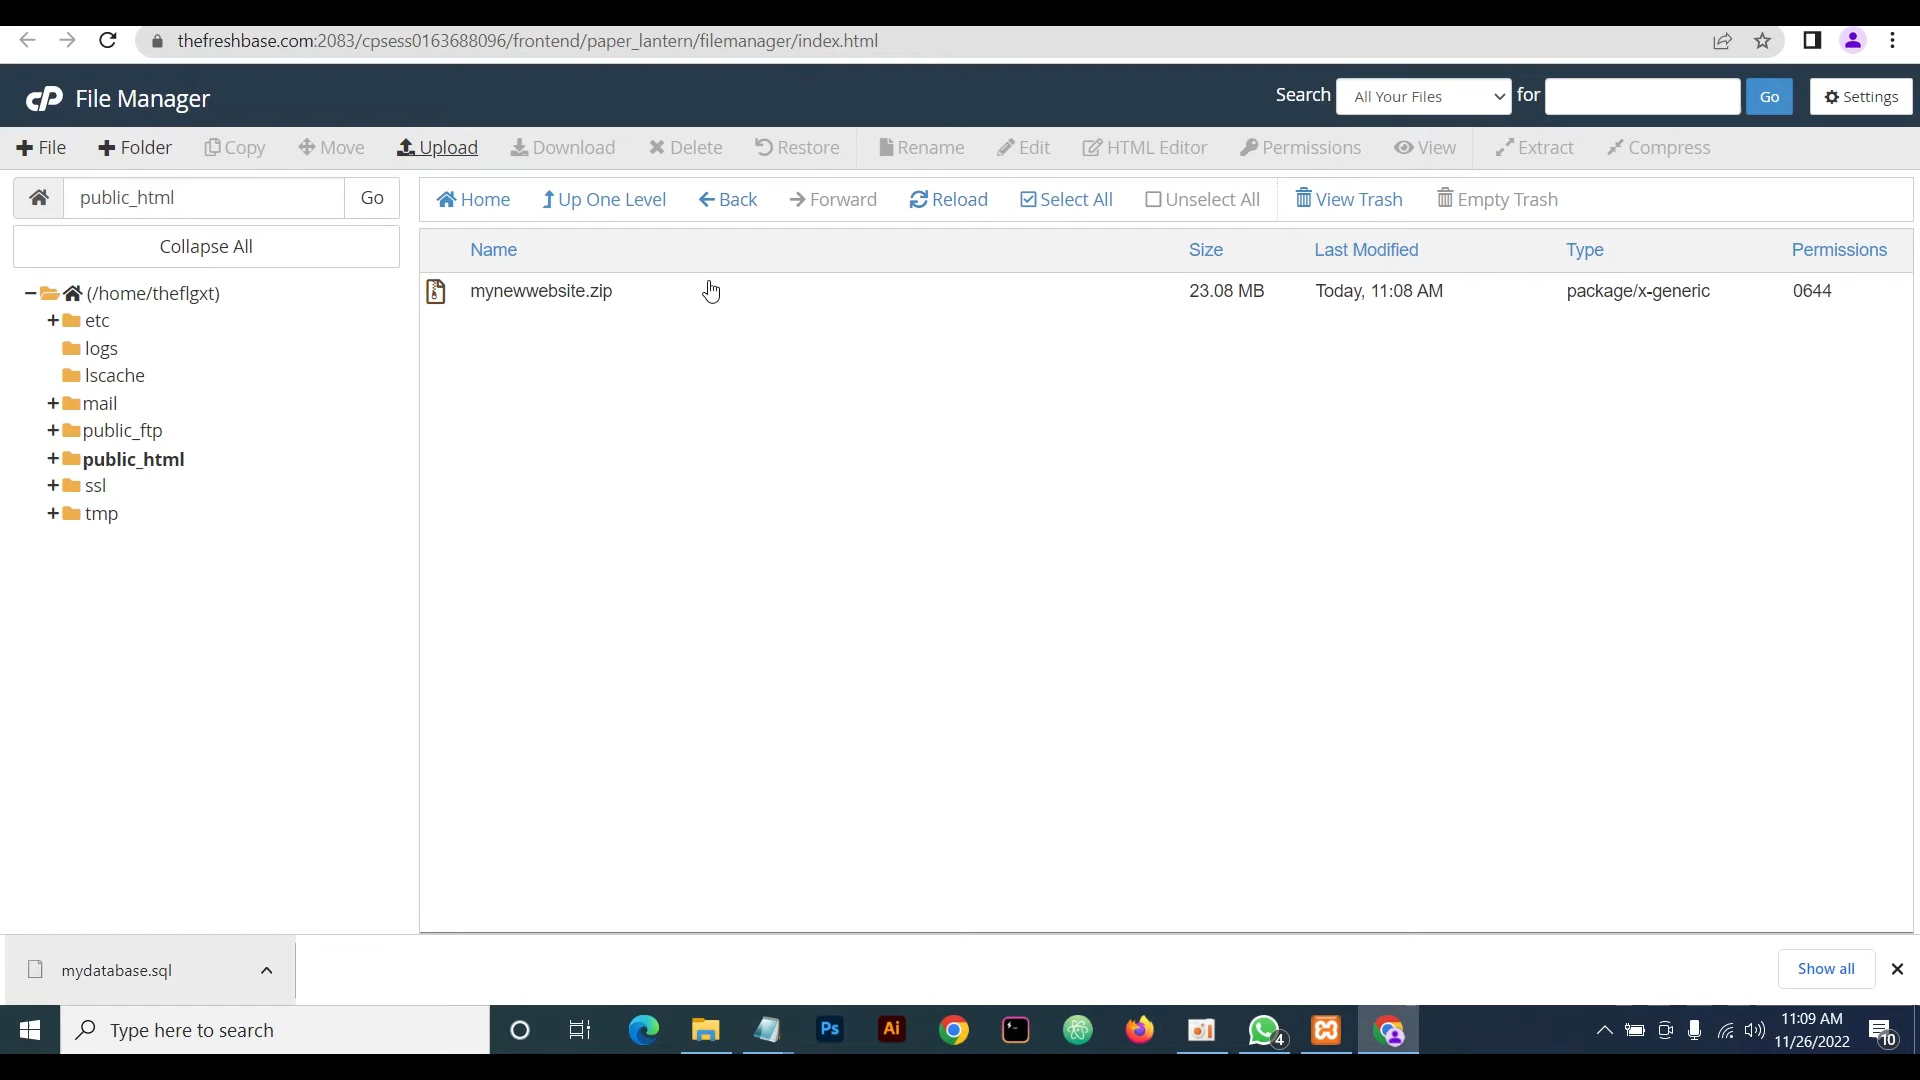 thefreshbase.com:2083/cpsess0163688096/frontend/paper_lantern/filemanager/index.html
cP File Manager
Search All Your Files for Go Settings
File Folder Copy Move Upload Download Delete Restore Rename Edit HTML Editor Permissions View Extract Compress
public_html Go
Home Up One Level Back Forward Reload Select All Unselect All View Trash Empty Trash
Collapse All
Name Size Last Modified Type Permissions
mynewwebsite.zip 23.08 MB Today, 11:08 AM package/x-generic 0644
(/home/theflgxt)
etc
logs
lscache
mail
public_ftp
public_html
ssl
tmp
mydatabase.sql
Show all
Type here to search
Ps
Ai
4
11:09 AM
11/26/2022
10